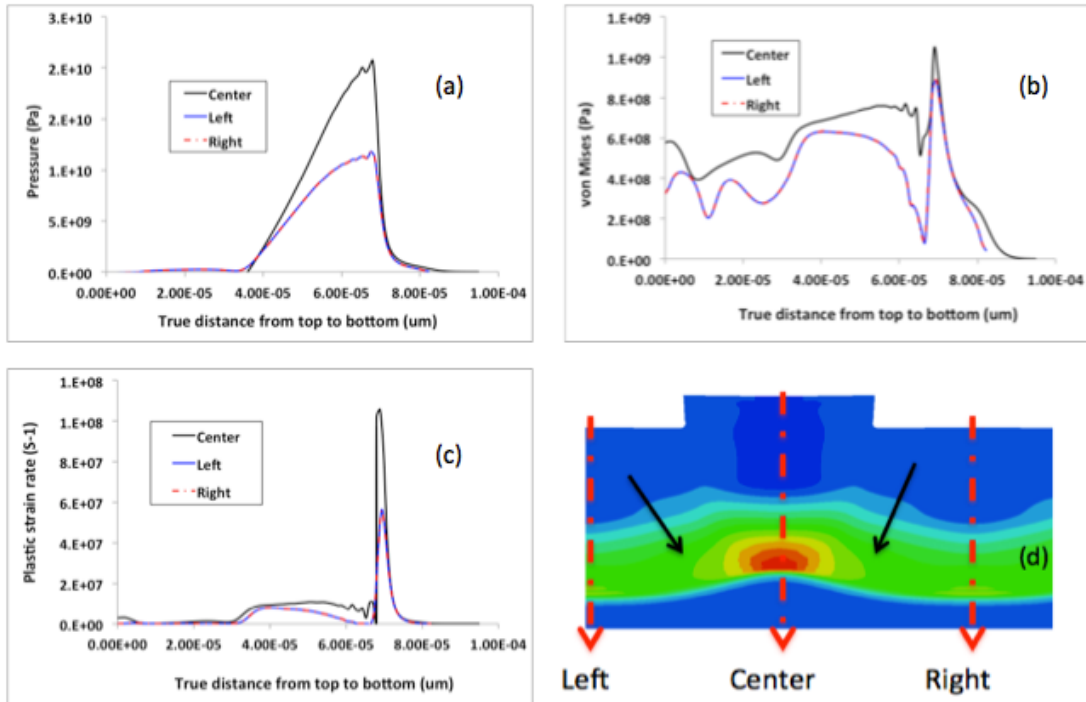 3.E+10
2.E+10
2.E+10
1.E+10
5.E+09
0.E+00
Pressure (Pa)
Center
Left
Right
(a)
0.00E+00 2.00E-05 4.00E-05 6.00E-05 8.00E-05 1.00E-04
True distance from top to bottom (um)
1.E+09
1.E+09
8.E+08
6.E+08
4.E+08
2.E+08
0.E+00
von Mises (Pa)
Center
Left
Right
(b)
0.00E+00 2.00E-05 4.00E-05 6.00E-05 8.00E-05 1.00E-04
True distance from top to bottom (um)
1.E+08
1.E+08
8.E+07
6.E+07
4.E+07
2.E+07
0.E+00
Plastic strain rate (S-1)
Center
Left
Right
(c)
0.00E+00 2.00E-05 4.00E-05 6.00E-05 8.00E-05 1.00E-04
True distance from top to bottom (um)
(d)
Left Center Right